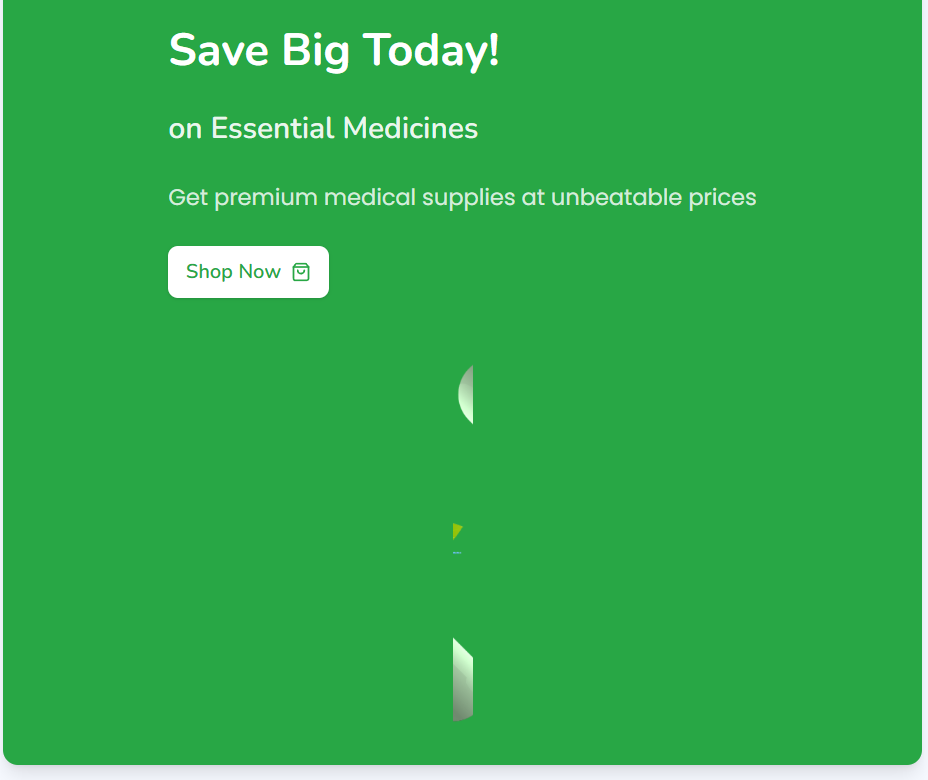 Save Big Today!
on Essential Medicines
Get premium medical supplies at unbeatable prices
Shop Now